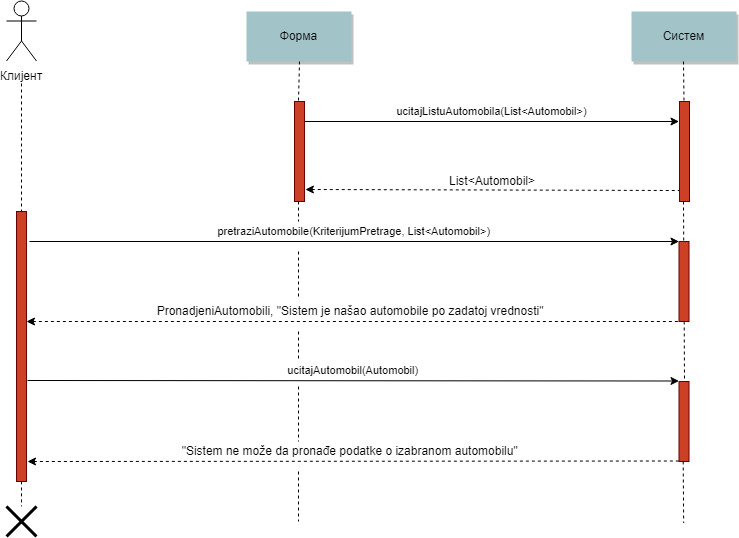 Форма
Систем
Клијент
ucitajListuAutomobila(List<Automobil>)
List<Automobil>
pretraziAutomobile(KriterijumPretrage, List<Automobil>)
PronadjeniAutomobili, "Sistem je našao automobile po zadatoj vrednosti"
ucitajAutomobil(Automobil)
"Sistem ne može da pronađe podatke o izabranom automobilu"